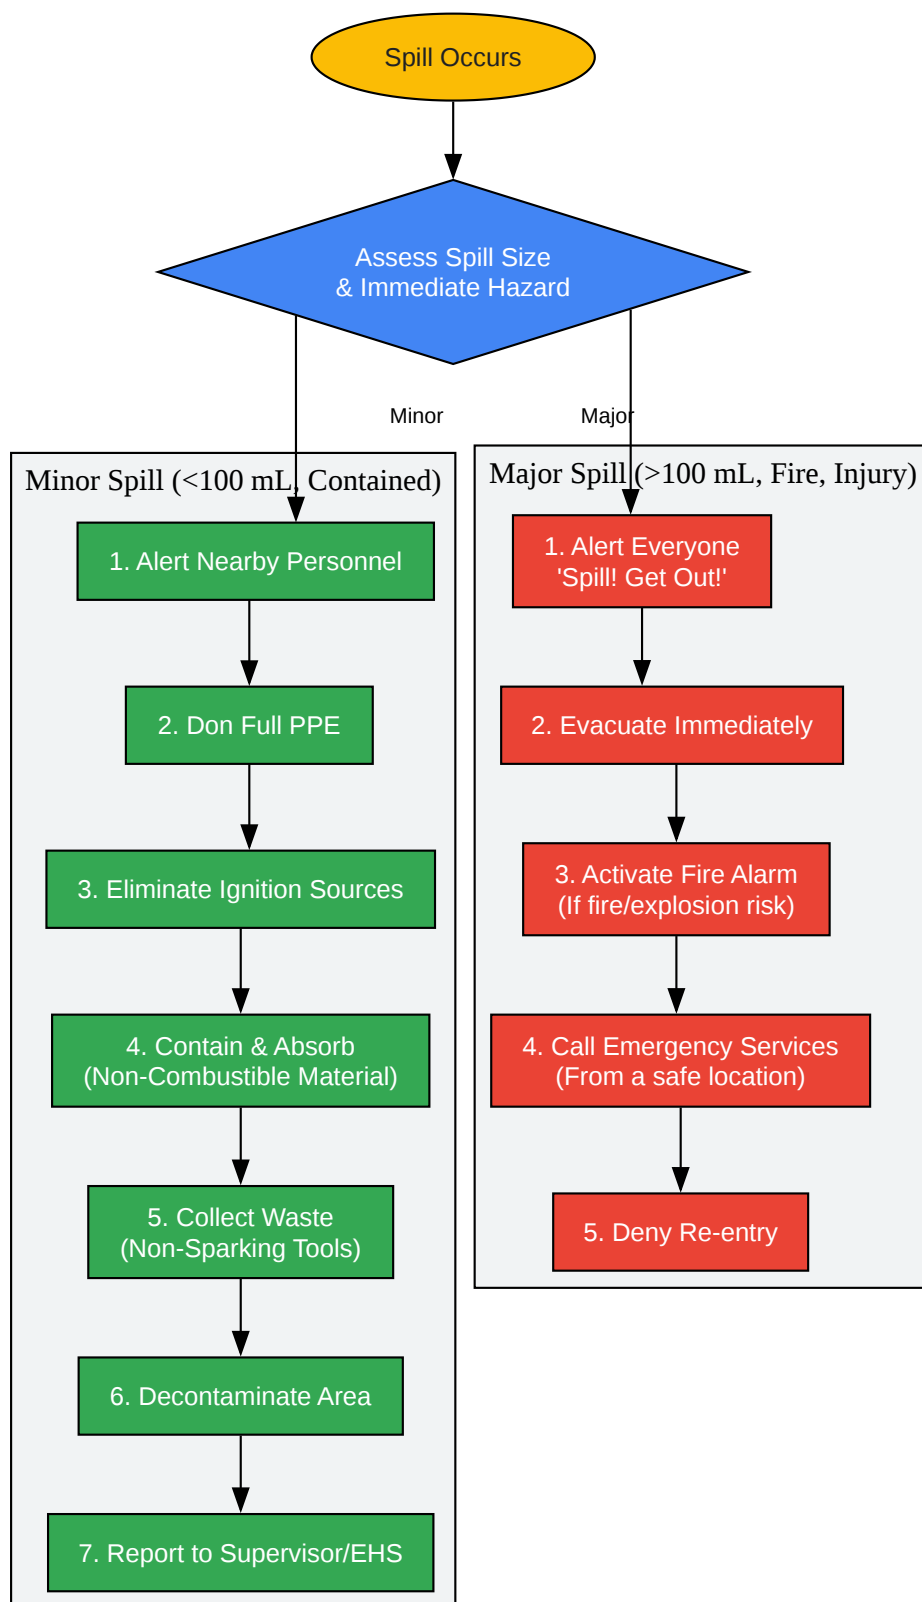 Spill Occurs
Assess Spill Size
& Immediate Hazard
Minor
Major
Minor Spill (<100 mL, Contained)
1. Alert Nearby Personnel
2. Don Full PPE
3. Eliminate Ignition Sources
4. Contain & Absorb
(Non-Combustible Material)
5. Collect Waste
(Non-Sparking Tools)
6. Decontaminate Area
7. Report to Supervisor/EHS
Major Spill (>100 mL, Fire, Injury)
1. Alert Everyone
'Spill! Get Out!'
2. Evacuate Immediately
3. Activate Fire Alarm
(If fire/explosion risk)
4. Call Emergency Services
(From a safe location)
5. Deny Re-entry